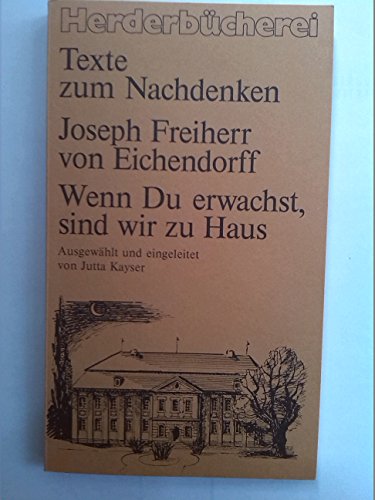 Herderbücherei
Texte
zum Nachdenken
Joseph Freiherr
von Eichendorff
Wenn Du erwachst,
sind wir zu Haus
Ausgewählt und eingeleitet
von Jutta Kayser